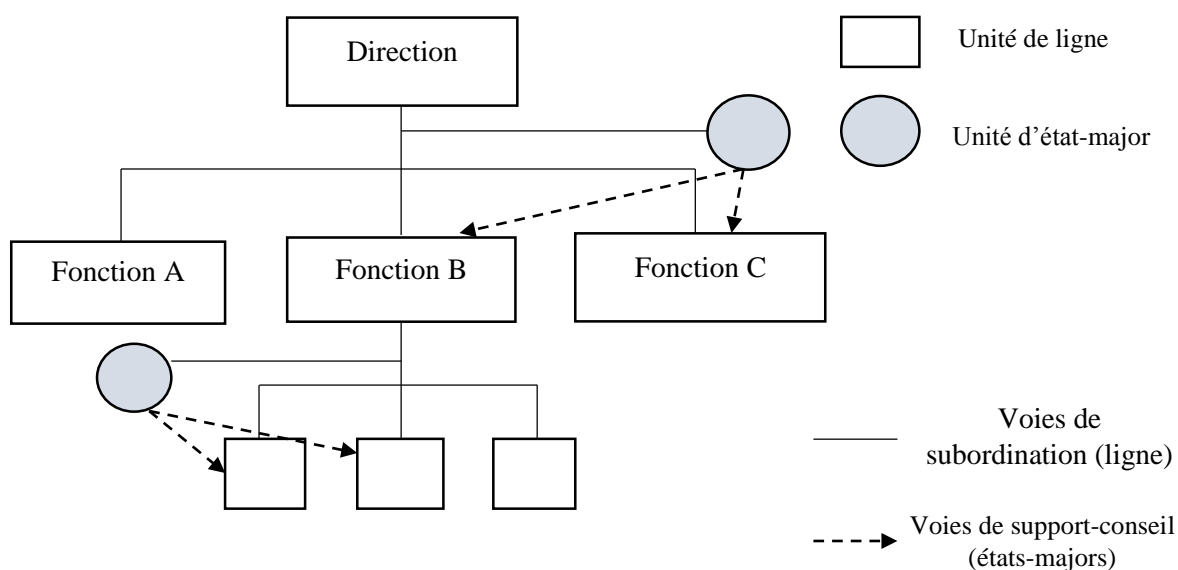 Direction
Unité de ligne
Unité d'état-major
Fonction A
Fonction B
Fonction C
Voies de
subordination (ligne)
Voies de support-conseil
(états-majors)